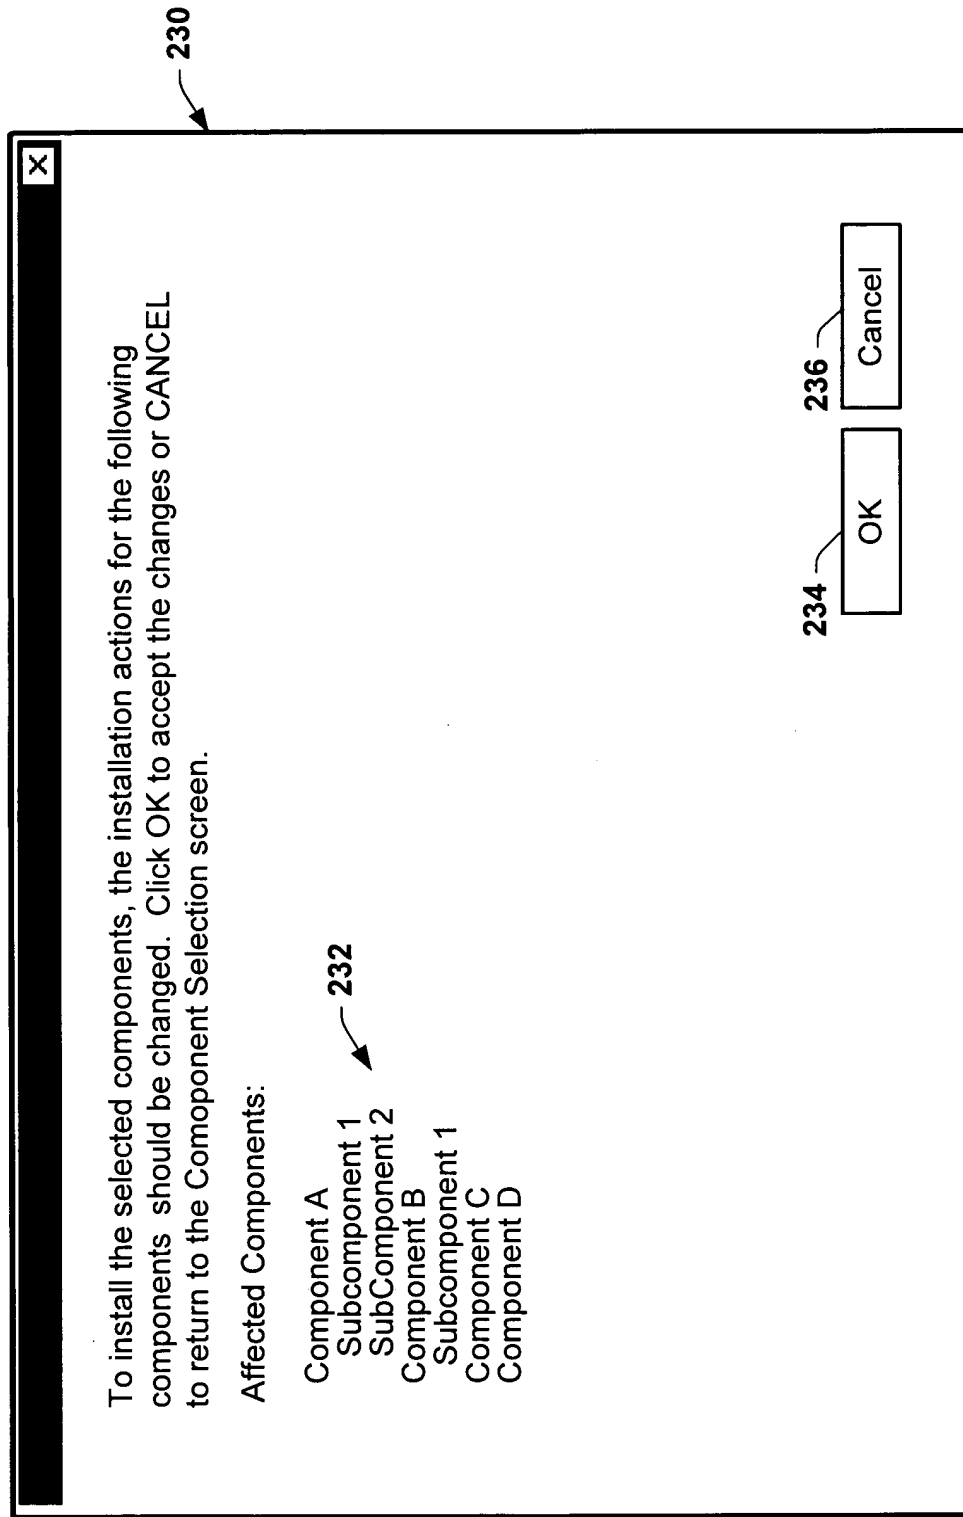 230
X
To install the selected components, the installation actions for the following
components should be changed. Click OK to accept the changes or CANCEL
to return to the Comoponent Selection screen.
Affected Components:
232
Component A
Subcomponent 1
SubComponent 2
Component B
Subcomponent 1
Component C
Component D
234
236
OK
Cancel